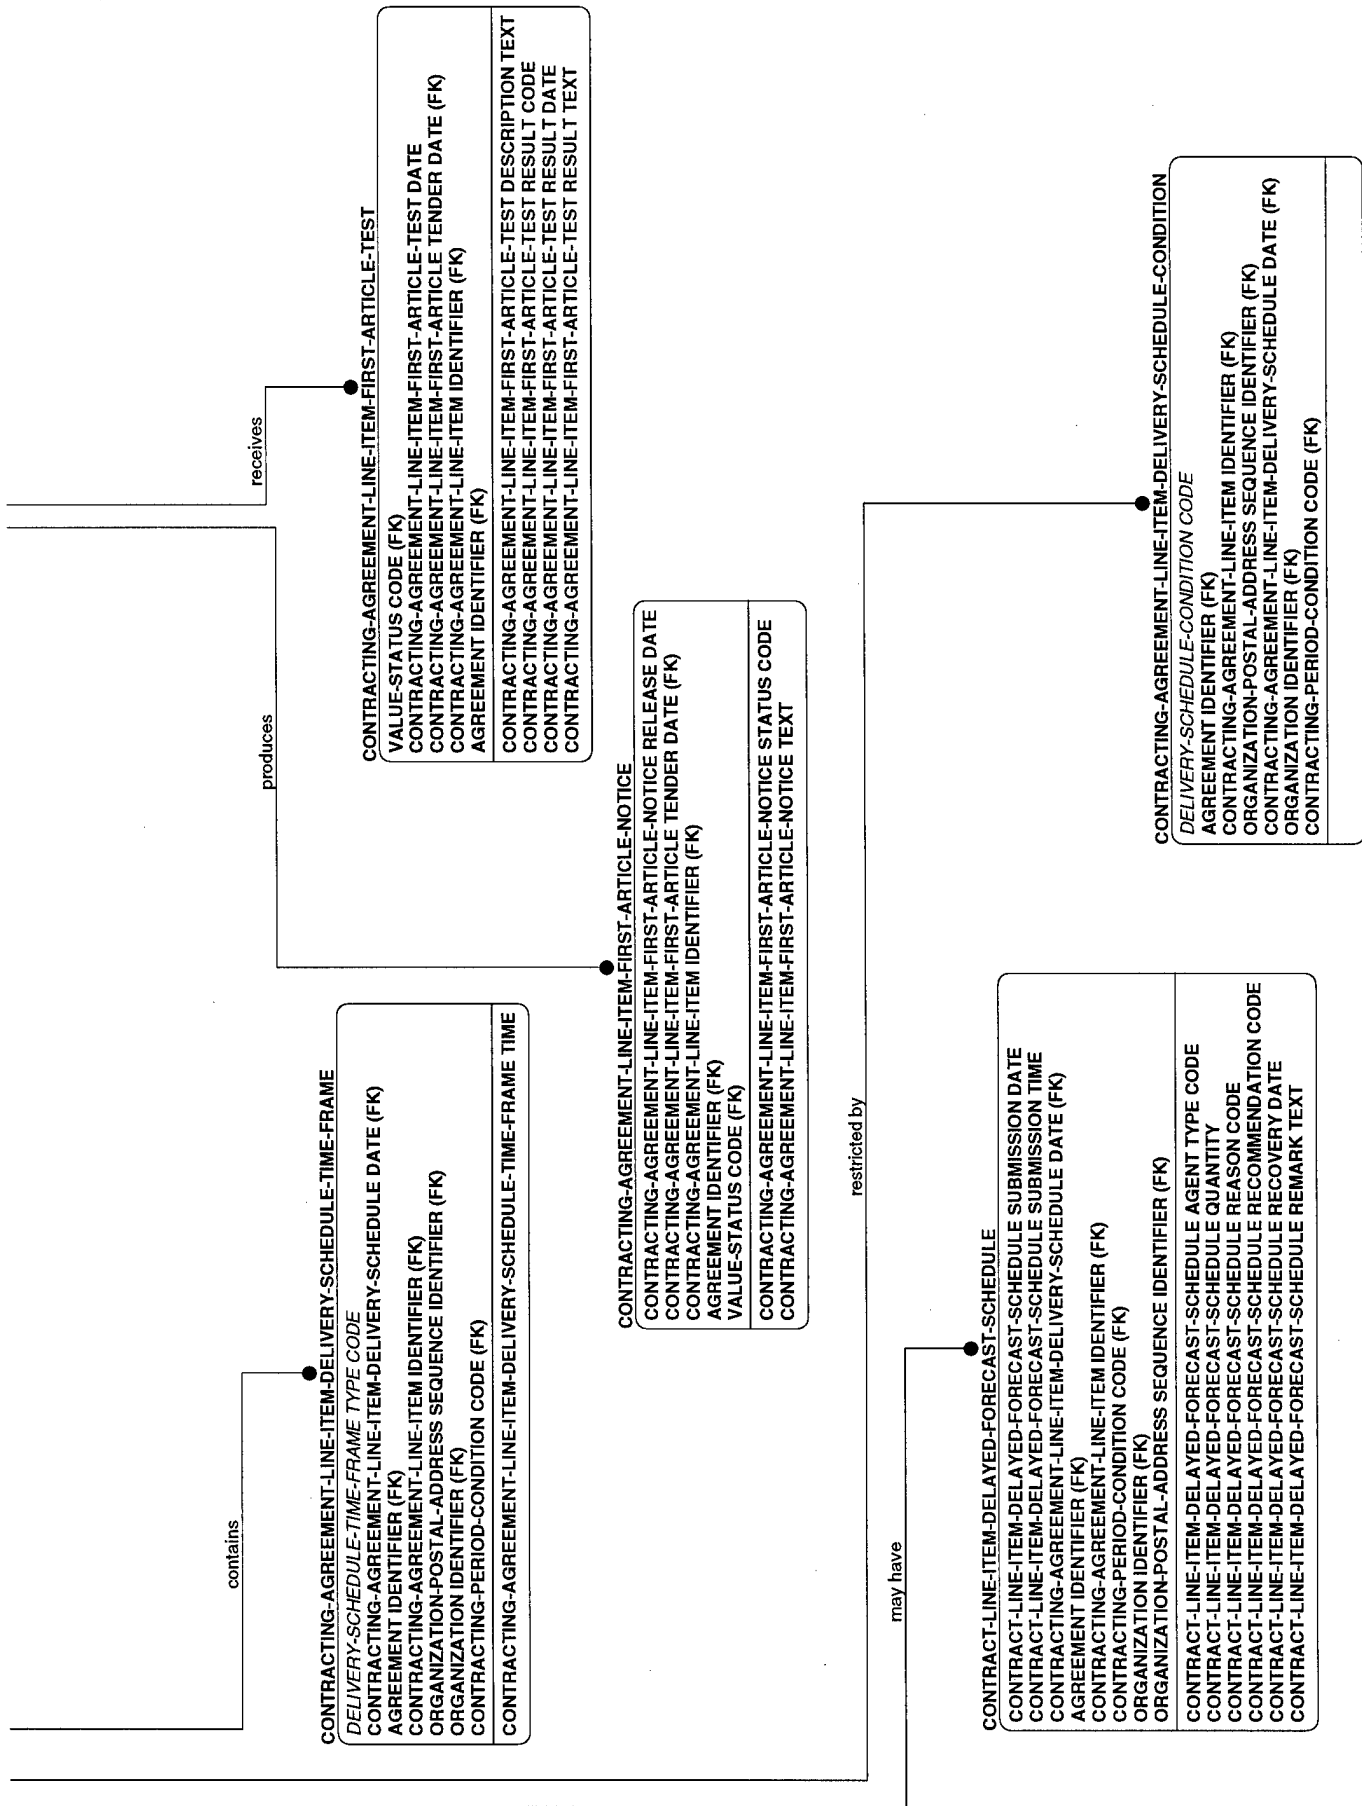 contains
CONTRACTING-AGREEMENT-LINE-ITEM-DELIVERY-SCHEDULE-TIME-FRAME
DELIVERY-SCHEDULE-TIME-FRAME TYPE CODE
CONTRACTING-AGREEMENT-LINE-ITEM-DELIVERY-SCHEDULE DATE (FK)
AGREEMENT IDENTIFIER (FK)
CONTRACTING-AGREEMENT-LINE-ITEM IDENTIFIER (FK)
ORGANIZATION-POSTAL-ADDRESS SEQUENCE IDENTIFIER (FK)
ORGANIZATION IDENTIFIER (FK)
CONTRACTING-PERIOD-CONDITION CODE (FK)
CONTRACTING-AGREEMENT-LINE-ITEM-DELIVERY-SCHEDULE-TIME-FRAME TIME
produces
CONTRACTING-AGREEMENT-LINE-ITEM-FIRST-ARTICLE-NOTICE
CONTRACTING-AGREEMENT-LINE-ITEM-FIRST-ARTICLE-NOTICE RELEASE DATE
CONTRACTING-AGREEMENT-LINE-ITEM-FIRST-ARTICLE TENDER DATE (FK)
CONTRACTING-AGREEMENT-LINE-ITEM IDENTIFIER (FK)
AGREEMENT IDENTIFIER (FK)
VALUE-STATUS CODE (FK)
CONTRACTING-AGREEMENT-LINE-ITEM-FIRST-ARTICLE-NOTICE STATUS CODE
CONTRACTING-AGREEMENT-LINE-ITEM-FIRST-ARTICLE-NOTICE TEXT
receives
CONTRACTING-AGREEMENT-LINE-ITEM-FIRST-ARTICLE-TEST
VALUE-STATUS CODE (FK)
CONTRACTING-AGREEMENT-LINE-ITEM-FIRST-ARTICLE-TEST DATE
CONTRACTING-AGREEMENT-LINE-ITEM-FIRST-ARTICLE TENDER DATE (FK)
CONTRACTING-AGREEMENT-LINE-ITEM IDENTIFIER (FK)
AGREEMENT IDENTIFIER (FK)
CONTRACTING-AGREEMENT-LINE-ITEM-FIRST-ARTICLE-TEST DESCRIPTION TEXT
CONTRACTING-AGREEMENT-LINE-ITEM-FIRST-ARTICLE-TEST RESULT CODE
CONTRACTING-AGREEMENT-LINE-ITEM-FIRST-ARTICLE-TEST RESULT DATE
CONTRACTING-AGREEMENT-LINE-ITEM-FIRST-ARTICLE-TEST RESULT TEXT
may have
CONTRACT-LINE-ITEM-DELAYED-FORECAST-SCHEDULE
CONTRACT-LINE-ITEM-DELAYED-FORECAST-SCHEDULE SUBMISSION DATE
CONTRACT-LINE-ITEM-DELAYED-FORECAST-SCHEDULE SUBMISSION TIME
CONTRACTING-AGREEMENT-LINE-ITEM-DELIVERY-SCHEDULE DATE (FK)
AGREEMENT IDENTIFIER (FK)
CONTRACTING-AGREEMENT-LINE-ITEM IDENTIFIER (FK)
CONTRACTING-PERIOD-CONDITION CODE (FK)
ORGANIZATION IDENTIFIER (FK)
ORGANIZATION-POSTAL-ADDRESS SEQUENCE IDENTIFIER (FK)
CONTRACT-LINE-ITEM-DELAYED-FORECAST-SCHEDULE AGENT TYPE CODE
CONTRACT-LINE-ITEM-DELAYED-FORECAST-SCHEDULE QUANTITY
CONTRACT-LINE-ITEM-DELAYED-FORECAST-SCHEDULE REASON CODE
CONTRACT-LINE-ITEM-DELAYED-FORECAST-SCHEDULE RECOMMENDATION CODE
CONTRACT-LINE-ITEM-DELAYED-FORECAST-SCHEDULE RECOVERY DATE
CONTRACT-LINE-ITEM-DELAYED-FORECAST-SCHEDULE REMARK TEXT
restricted by
CONTRACTING-AGREEMENT-LINE-ITEM-DELIVERY-SCHEDULE-CONDITION
DELIVERY-SCHEDULE-CONDITION CODE
AGREEMENT IDENTIFIER (FK)
CONTRACTING-AGREEMENT-LINE-ITEM IDENTIFIER (FK)
ORGANIZATION-POSTAL-ADDRESS SEQUENCE IDENTIFIER (FK)
CONTRACTING-AGREEMENT-LINE-ITEM-DELIVERY-SCHEDULE DATE (FK)
ORGANIZATION IDENTIFIER (FK)
CONTRACTING-PERIOD-CONDITION CODE (FK)